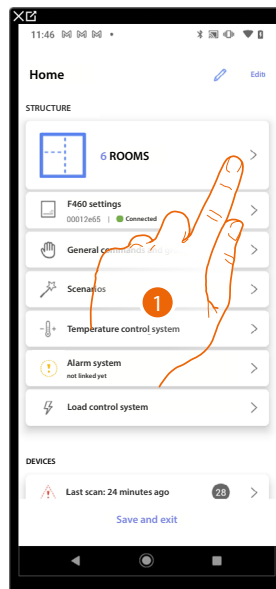 11:46
Home
Edit
STRUCTURE
6 ROOMS
F460 settings
00012e65 | Connected
General
Scenarios
1
Temperature control system
Alarm system
not linked yet
Load control system
DEVICES
Last scan: 24 minutes ago
28
Save and exit